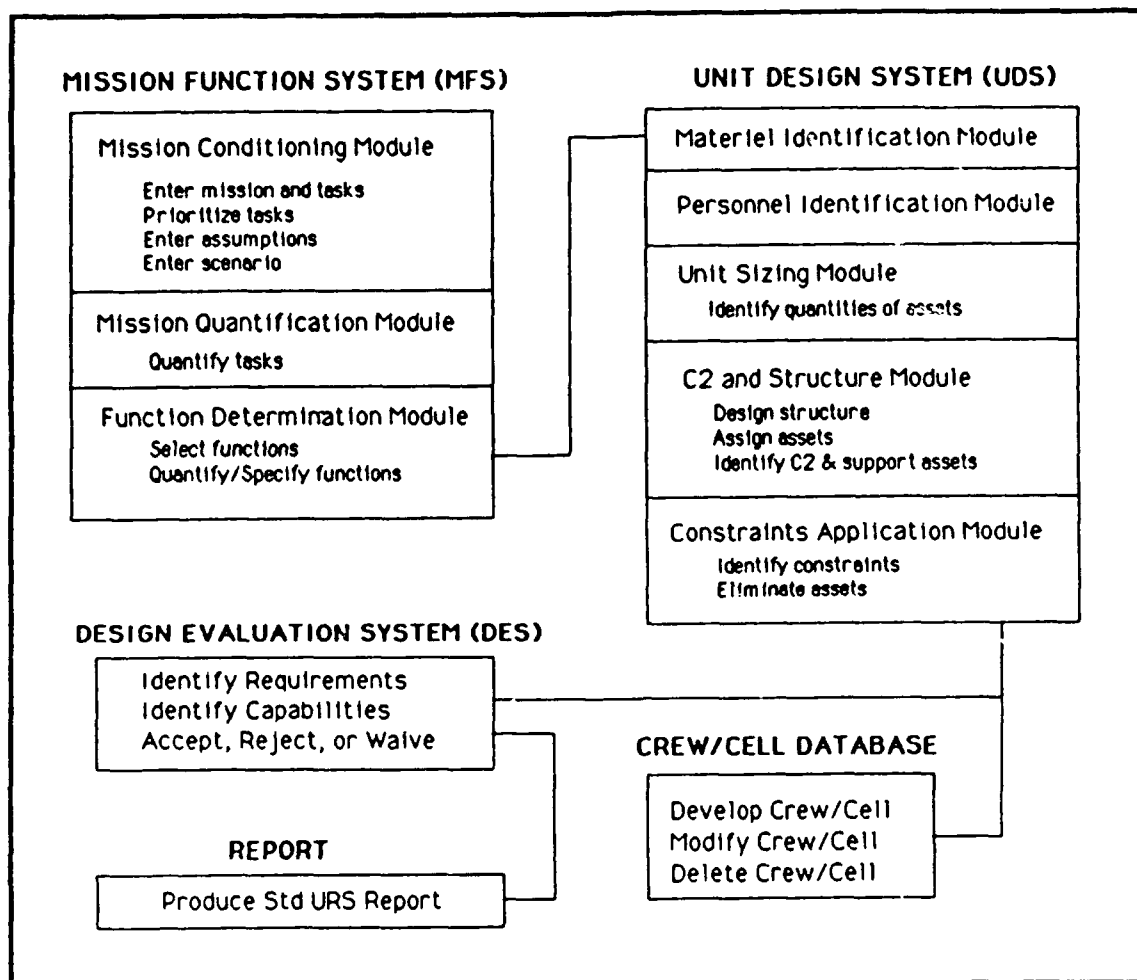 MISSION FUNCTION SYSTEM (MFS)
Mission Conditioning Module
Enter mission and tasks
Prioritize tasks
Enter assumptions
Enter scenario
Mission Quantification Module
Quantify tasks
Function Determination Module
Select functions
Quantify/Specify functions
UNIT DESIGN SYSTEM (UDS)
Materiel Identification Module
Personnel Identification Module
Unit Sizing Module
Identify quantities of assets
C2 and Structure Module
Design structure
Assign assets
Identify C2 & support assets
Constraints Application Module
Identify constraints
Eliminate assets
DESIGN EVALUATION SYSTEM (DES)
Identify Requirements
Identify Capabilities
Accept, Reject, or Waive
CREW/CELL DATABASE
Develop Crew/Cell
Modify Crew/Cell
Delete Crew/Cell
REPORT
Produce Std URS Report